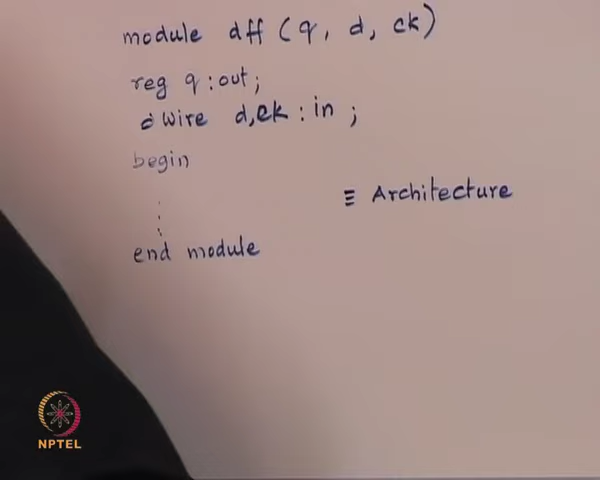 module dff (q, d, ck)
reg q : out;
wire d, ck : in ;
begin
≡ Architecture
end module
NPTEL